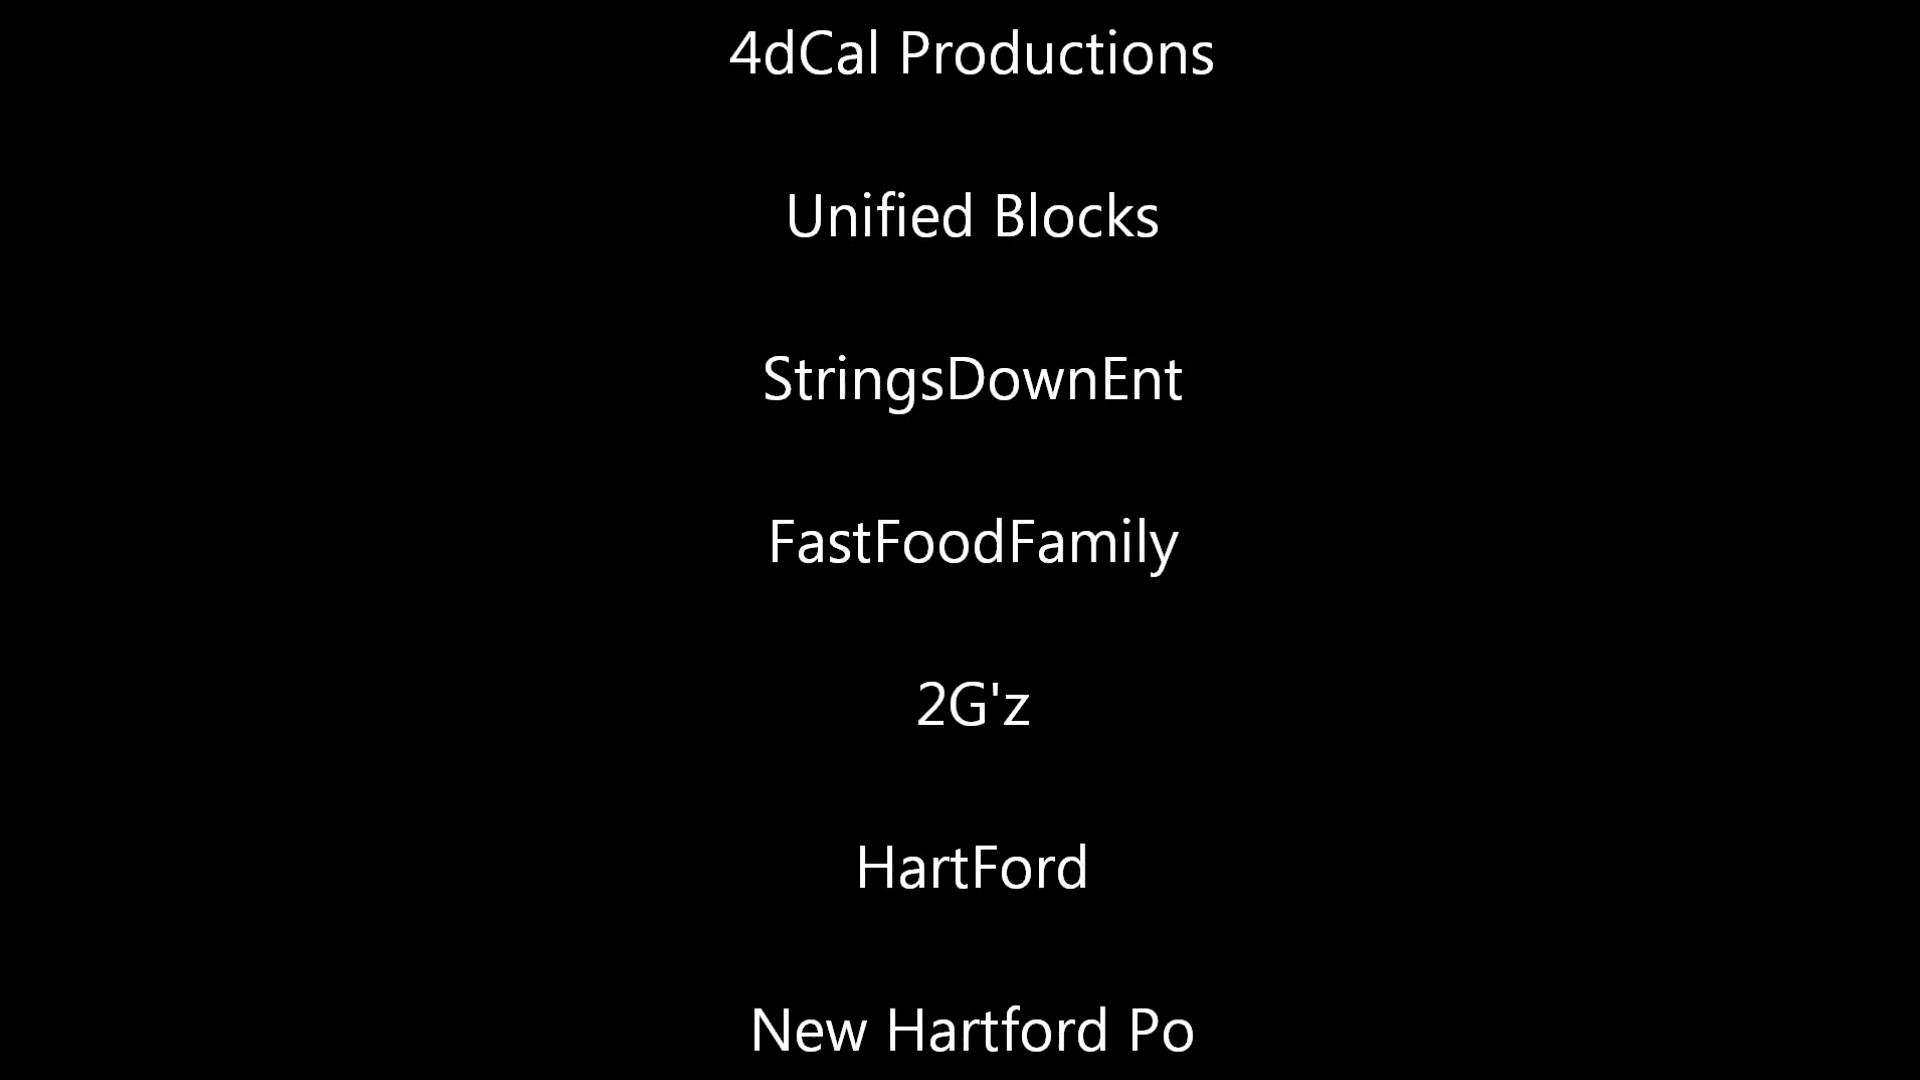 4dCal Productions
Unified Blocks
StringsDownEnt
FastFoodFamily
2G'z
HartFord
New Hartford Po